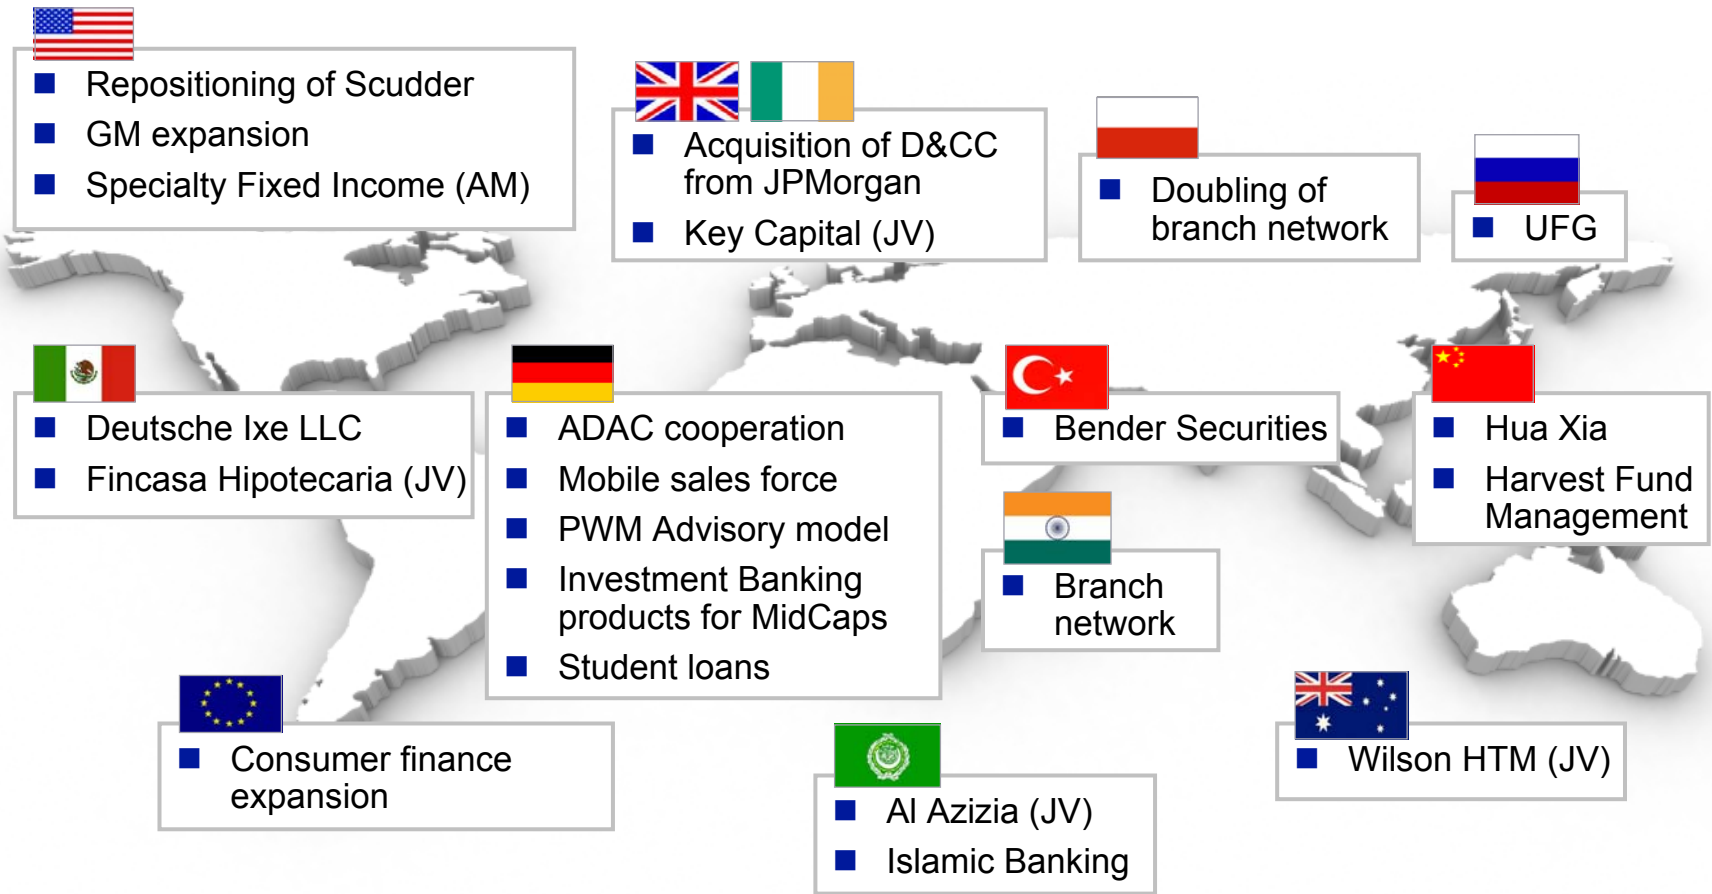 Repositioning of Scudder
GM expansion
Specialty Fixed Income (AM)
Acquisition of D&CC
from JPMorgan
Key Capital (JV)
Doubling of
branch network
UFG
Deutsche Ixe LLC
Fincasa Hipotecaria (JV)
ADAC cooperation
Mobile sales force
PWM Advisory model
Investment Banking
products for MidCaps
Student loans
Bender Securities
Branch
network
Hua Xia
Harvest Fund
Management
Consumer finance
expansion
Al Azizia (JV)
Islamic Banking
Wilson HTM (JV)